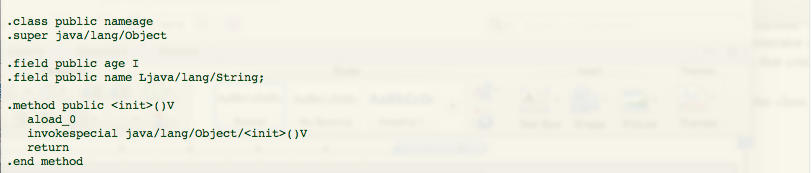 .class public nameage
.super java/lang/Object
.field public age I
.field public name Ljava/lang/String;
.method public <init>()V
aload_0
invokespecial java/lang/Object/<init>()V
return
.end method